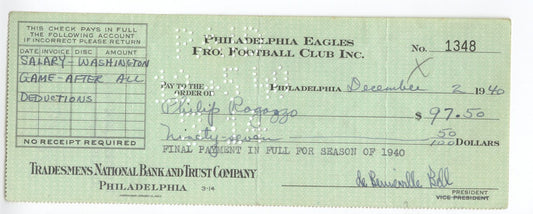 THIS CHECK PAYS IN FULL
THE FOLLOWING ACCOUNT
IF INCORRECT PLEASE RETURN
DATE INVOICE DISC AMOUNT
SALARY - WASHINGTON
GAME - AFTER ALL
DEDUCTIONS
NO RECEIPT REQUIRED
PHILADELPHIA EAGLES
PRO. FOOTBALL CLUB INC.
No. 1348
X
PHILADELPHIA December 2 1940
PAY TO THE
ORDER OF Philip Ragazzo $ 97.50
Ninety-seven 50/100 DOLLARS
FINAL PAYMENT IN FULL FOR SEASON OF 1940
TRADESMENS NATIONAL BANK AND TRUST COMPANY
PHILADELPHIA 3-14
de Benneville Bell
PRESIDENT
VICE-PRESIDENT